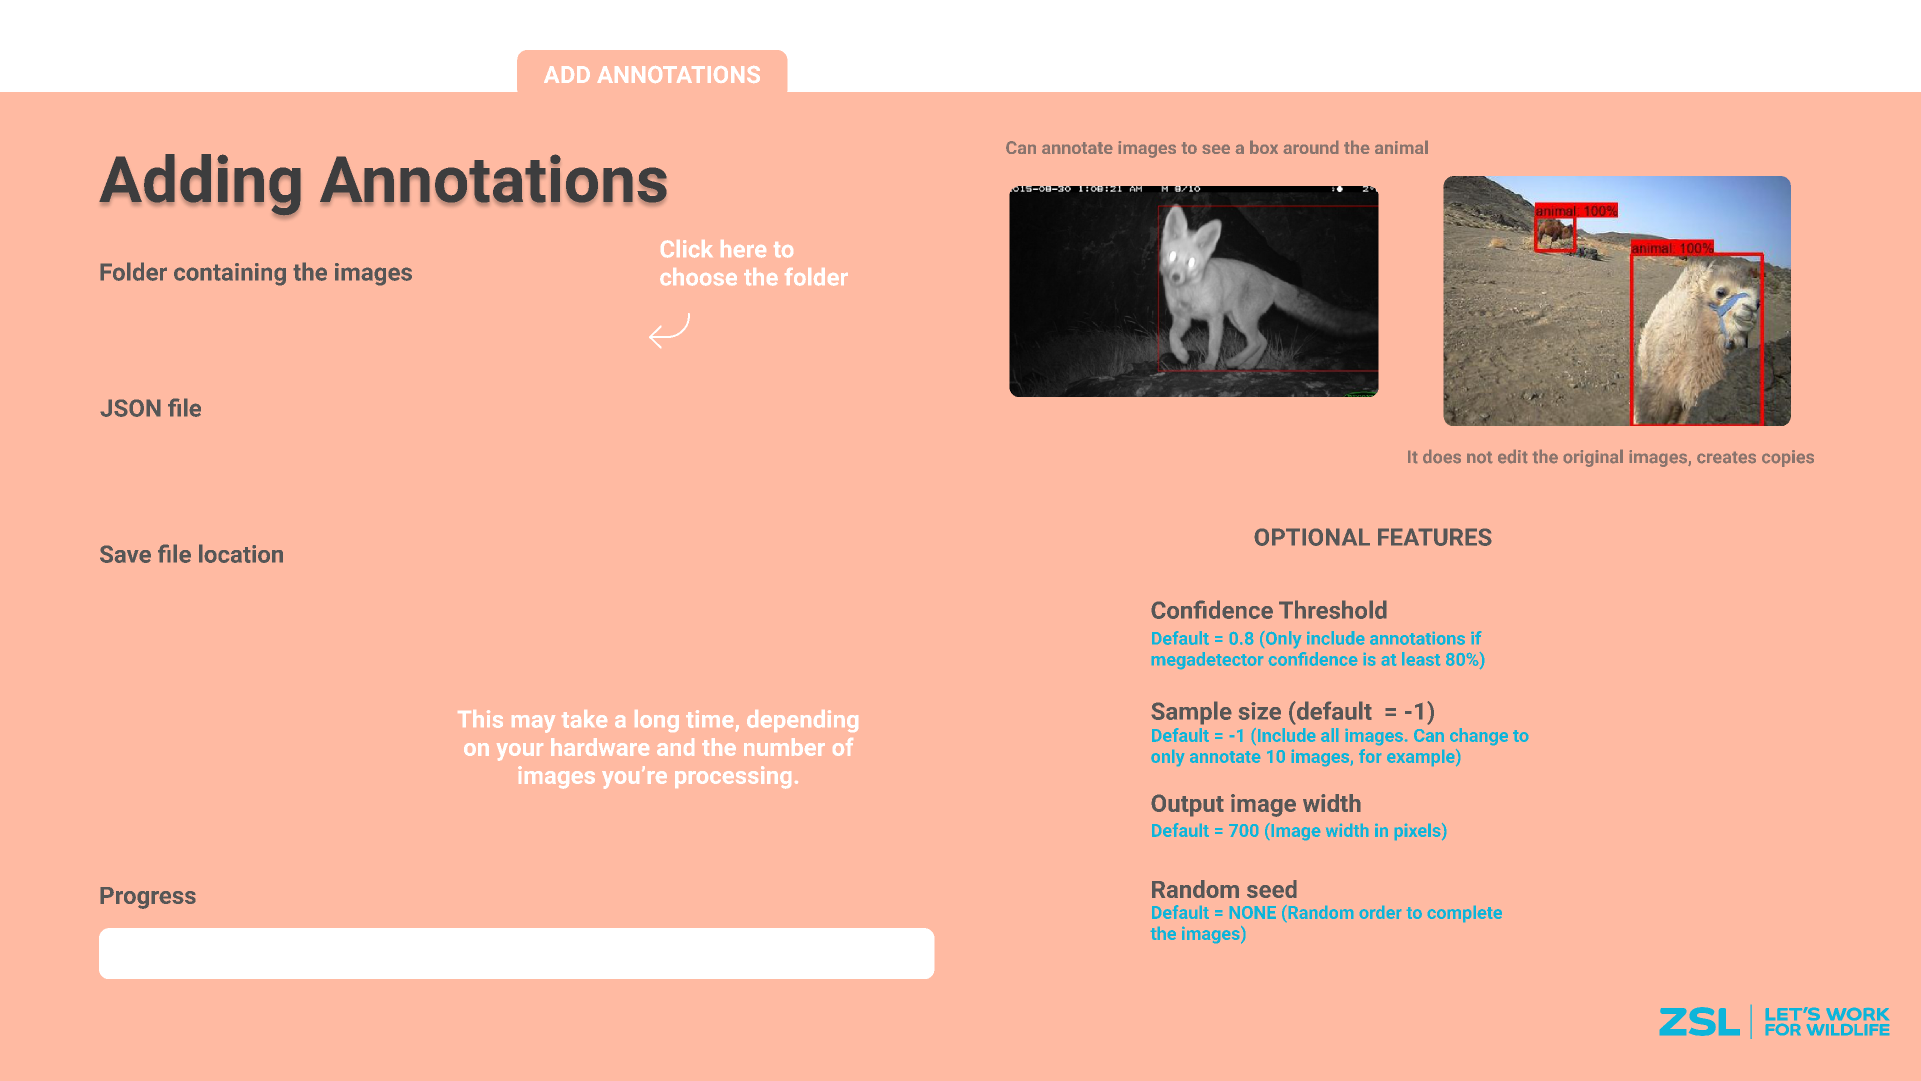 ADD ANNOTATIONS
Adding Annotations
Folder containing the images
Click here to
choose the folder
JSON file
Save file location
This may take a long time, depending
on your hardware and the number of
images you’re processing.
Progress
Can annotate images to see a box around the animal
2015-08-30 1:08:21 AM M 8/10
animal: 100%
animal: 100%
It does not edit the original images, creates copies
OPTIONAL FEATURES
Confidence Threshold
Default = 0.8 (Only include annotations if
megadetector confidence is at least 80%)
Sample size (default = -1)
Default = -1 (Include all images. Can change to
only annotate 10 images, for example)
Output image width
Default = 700 (Image width in pixels)
Random seed
Default = NONE (Random order to complete
the images)
ZSL
LET'S WORK
FOR WILDLIFE